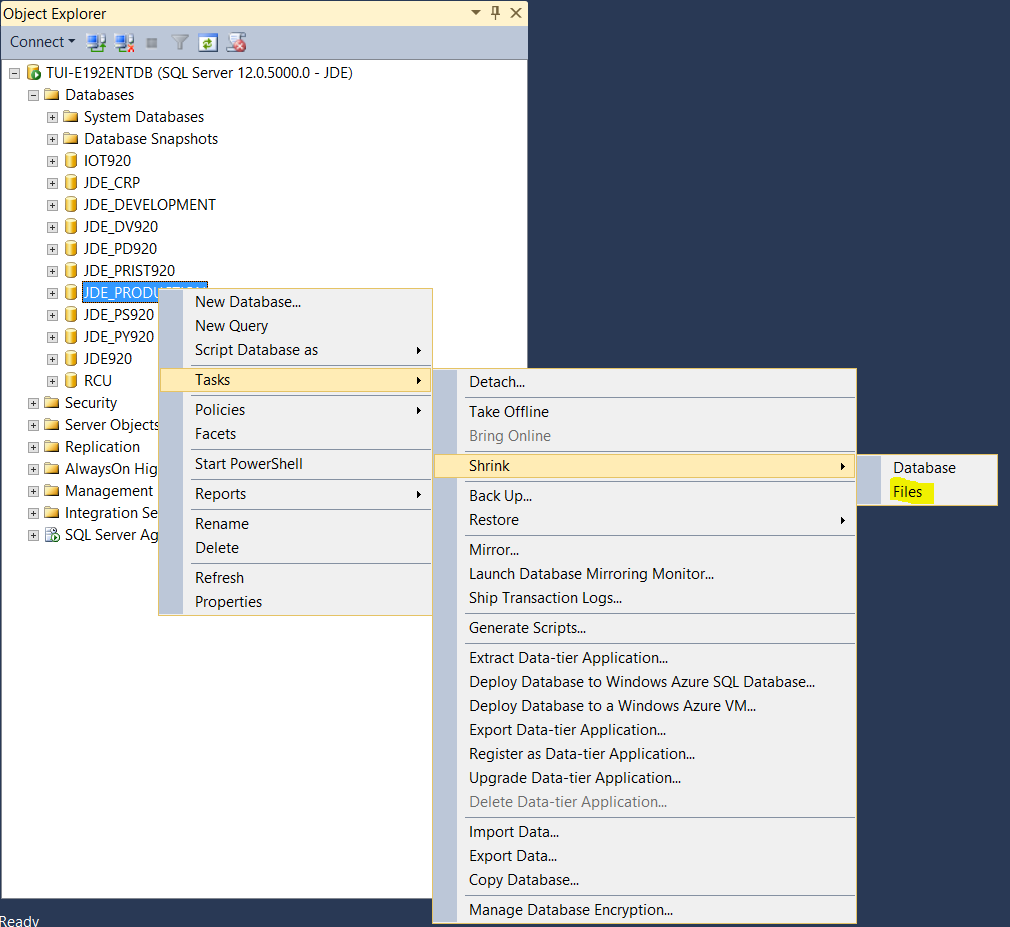 Object Explorer
Connect
TUI-E192ENTDB (SQL Server 12.0.5000.0 - JDE)
Databases
System Databases
Database Snapshots
IOT920
JDE_CRP
JDE_DEVELOPMENT
JDE_DV920
JDE_PD920
JDE_PRIST920
JDE_PS920
JDE_PY920
JDE920
RCU
Security
Server Objects
Replication
AlwaysOn Hig
Management
Integration Se
SQL Server Ag
New Database...
New Query
Script Database as
Tasks
Policies
Facets
Start PowerShell
Reports
Rename
Delete
Refresh
Properties
Detach...
Take Offline
Bring Online
Shrink
Back Up...
Restore
Mirror...
Launch Database Mirroring Monitor...
Ship Transaction Logs...
Generate Scripts...
Extract Data-tier Application...
Deploy Database to Windows Azure SQL Database...
Deploy Database to a Windows Azure VM...
Export Data-tier Application...
Register as Data-tier Application...
Upgrade Data-tier Application...
Delete Data-tier Application...
Import Data...
Export Data...
Copy Database...
Manage Database Encryption...
Database
Files
Ready